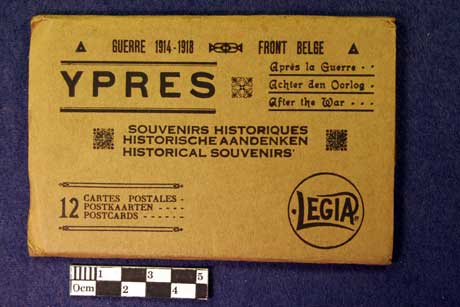 GUERRE 1914-1918 FRONT BELGE
YPRES
Après la Guerre - -
Achter den Oorlog -
After the War - - -
SOUVENIRS HISTORIQUES
HISTORISCHE AANDENKEN
HISTORICAL SOUVENIRS
12
CARTES POSTALES -
POSTKAARTEN - - - -
POSTCARDS - - - - - -
LEGIA
1 3 5
0cm 2 4